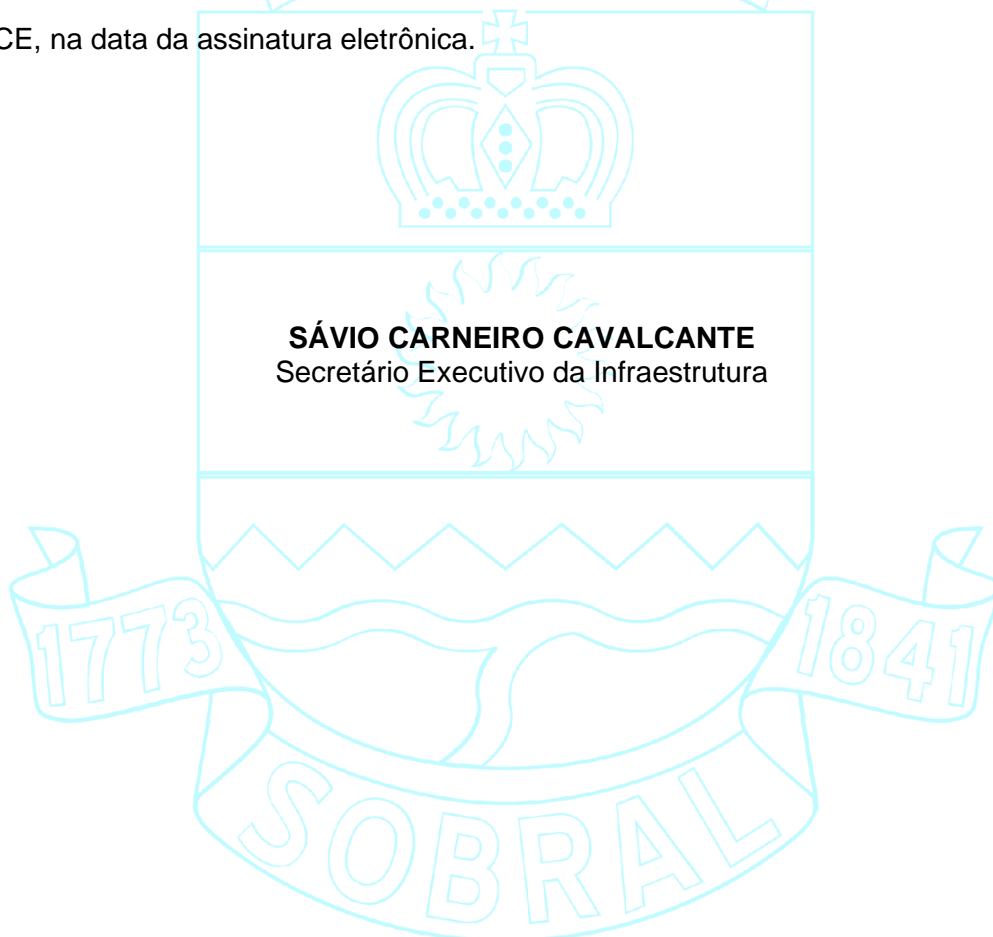 CE, na data da assinatura eletrônica.
SÁVIO CARNEIRO CAVALCANTE
Secretário Executivo da Infraestrutura
1773
1841
SOBRAL